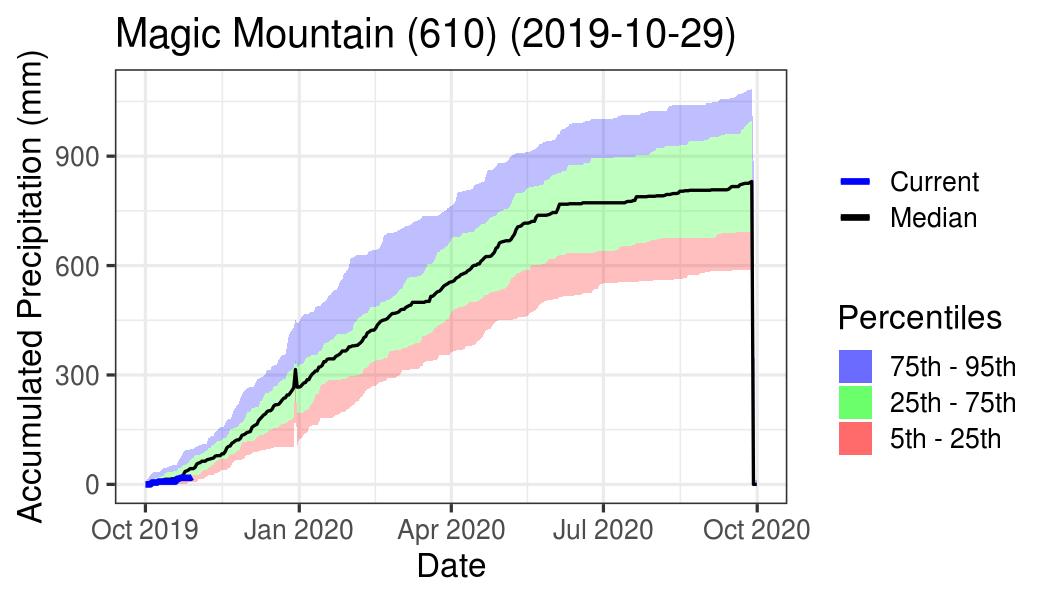 Magic Mountain (610) (2019-10-29)
Accumulated Precipitation (mm)
900
600
300
0
Oct 2019
Jan 2020
Apr 2020
Jul 2020
Oct 2020
Date
Current
Median
Percentiles
75th - 95th
25th - 75th
5th - 25th